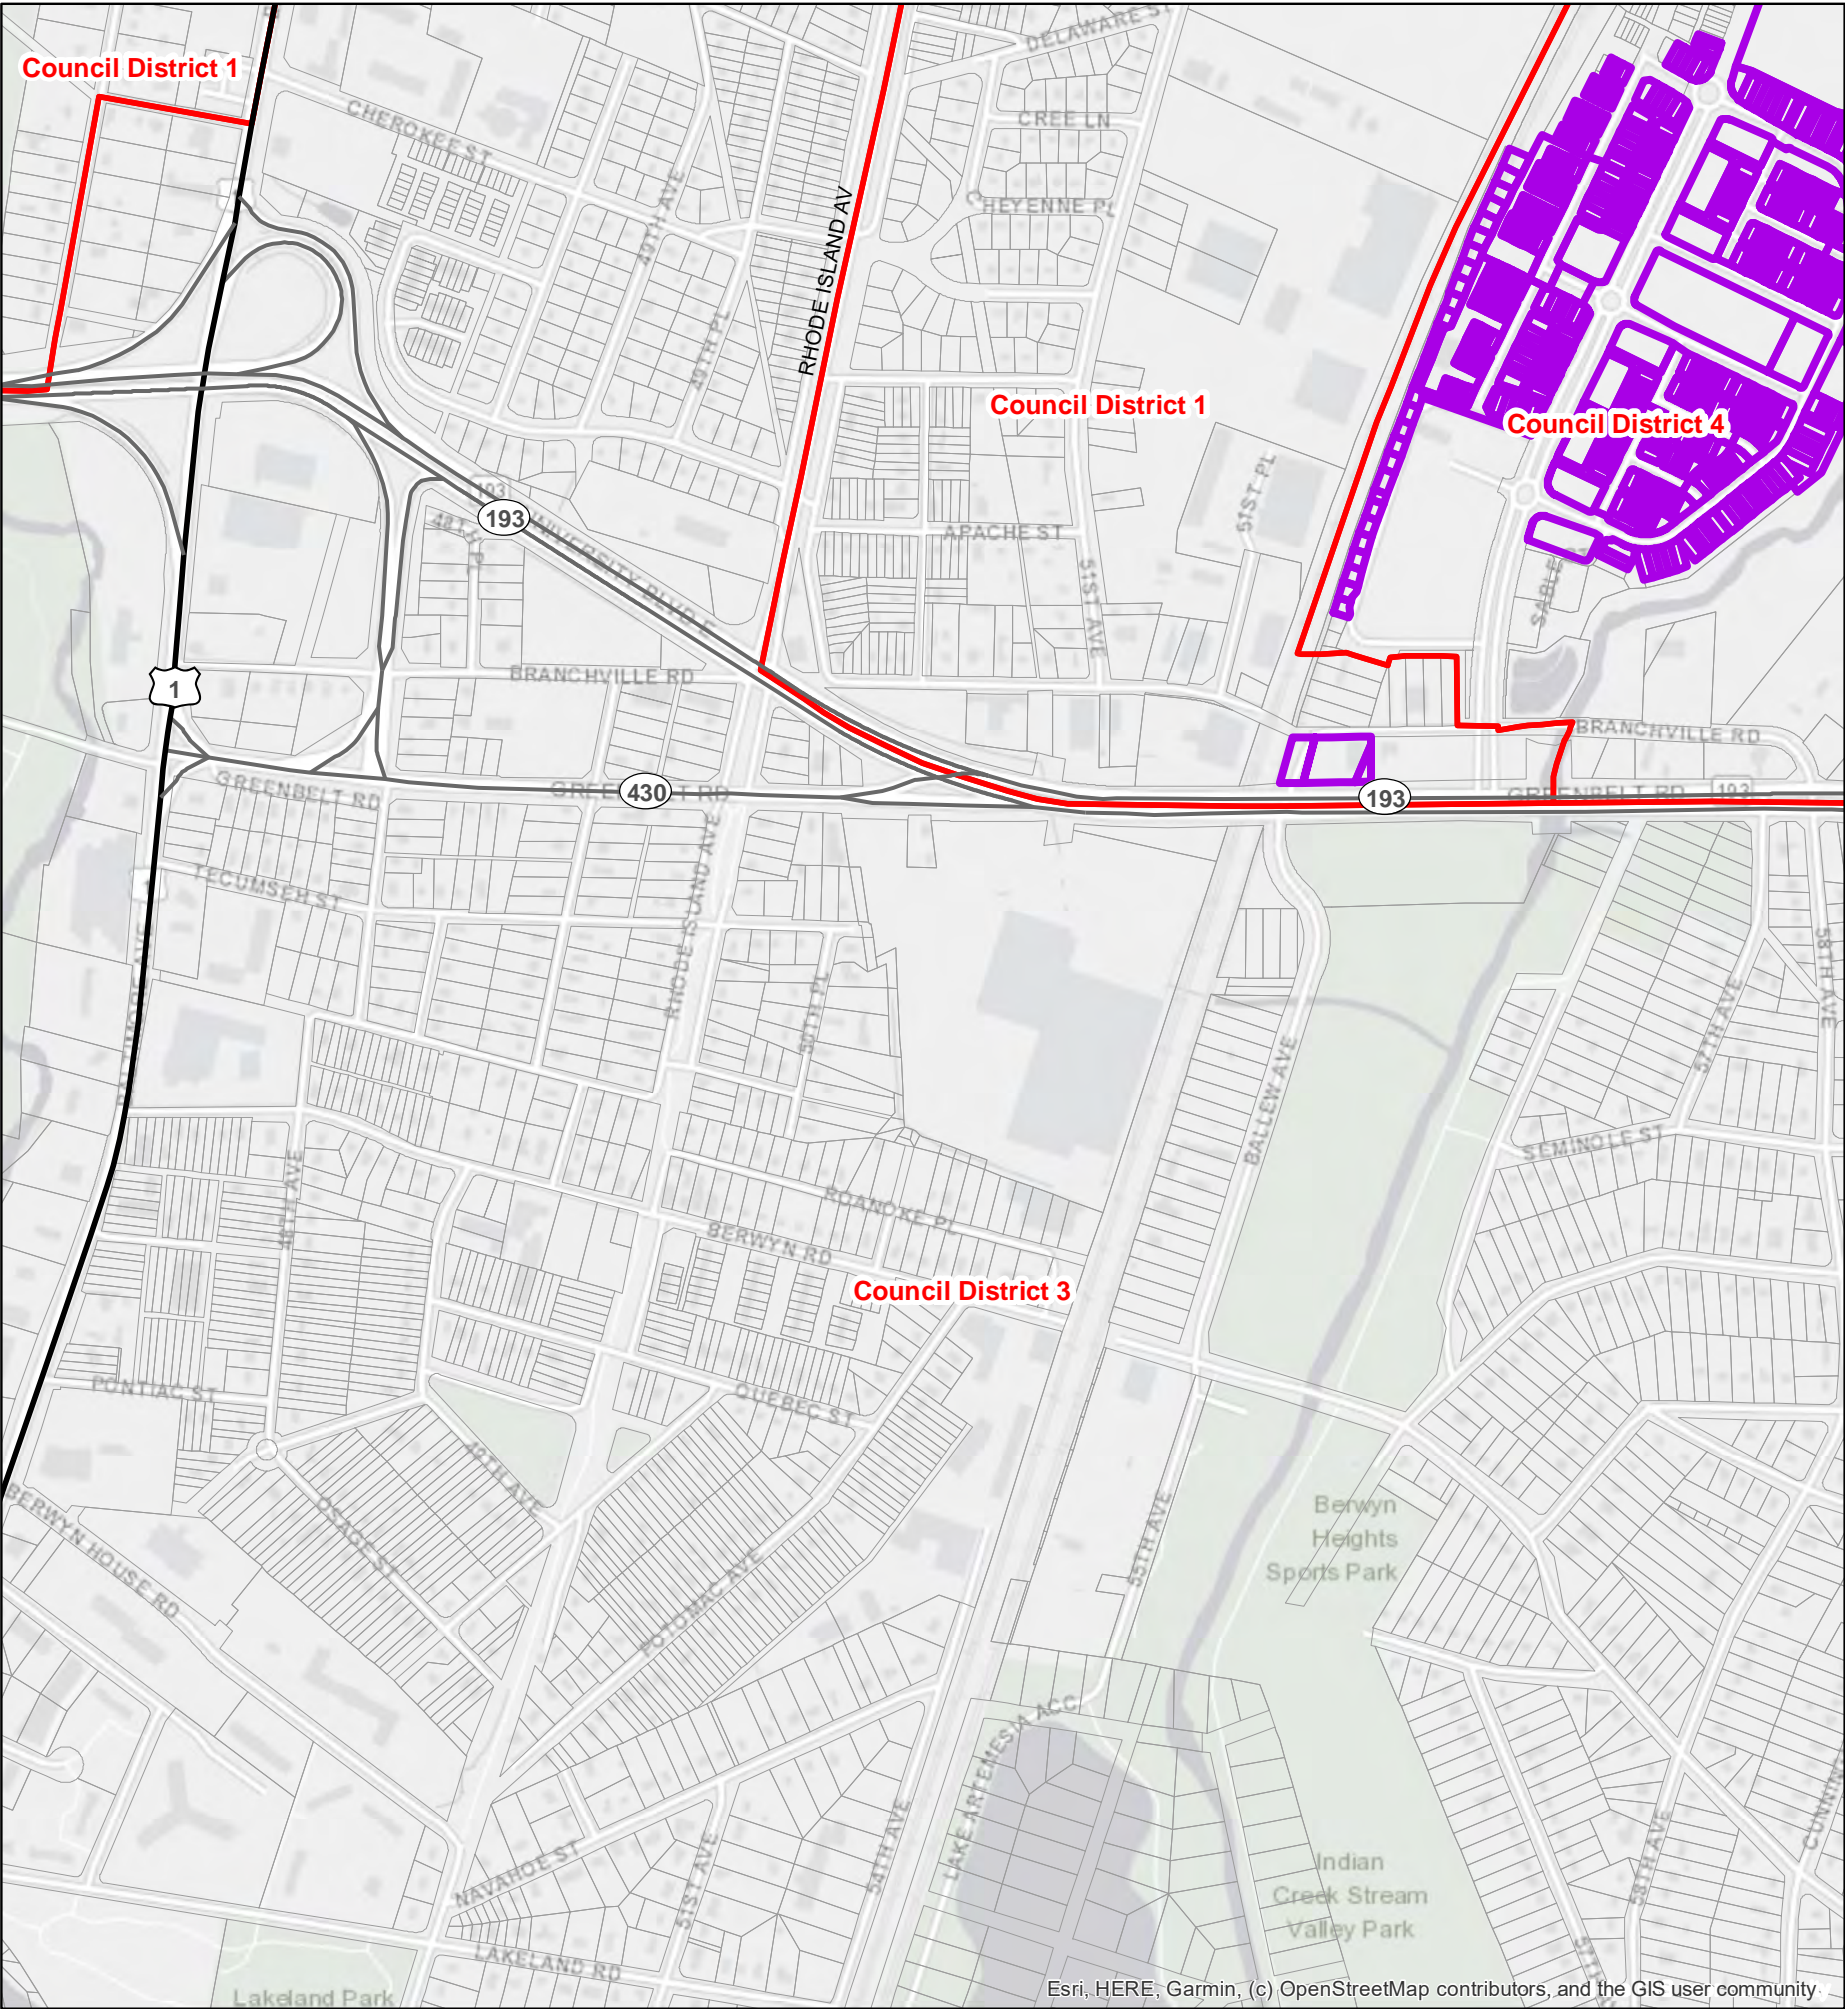 DELAWARE ST
Council District 1
CHEROKEE ST
CREE LN
CHEYENNE PL
49TH AVE
RHODE ISLAND AV
49TH PL
Council District 1
Council District 4
51ST PL
193
193
UNIVERSITY BLVD E
48TH PL
APACHE ST
51ST AVE
SABLE
BRANCHVILLE RD
1
BRANCHVILLE RD
GREENBELT RD
430
GREENBELT RD
193
GREENBELT RD
193
TECUMSEH ST
1
RHODE ISLAND AVE
BALTIMORE AVE
50TH PL
58TH AVE
57TH AVE
BALLEW AVE
SEMINOLE ST
48TH AVE
ROANOKE PL
BERWYN RD
Council District 3
PONTIAC ST
QUEBEC ST
49TH AVE
OSAGE ST
BERWYN HOUSE RD
POTOMAC AVE
55TH AVE
Berwyn
Heights
Sports Park
LAKE ARTEMESIA ACC
NAVAHOE ST
51ST AVE
54TH AVE
58TH AVE
Indian
Creek Stream
Valley Park
LAKELAND RD
Lakeland Park
Esri, HERE, Garmin, (c) OpenStreetMap contributors, and the GIS user community